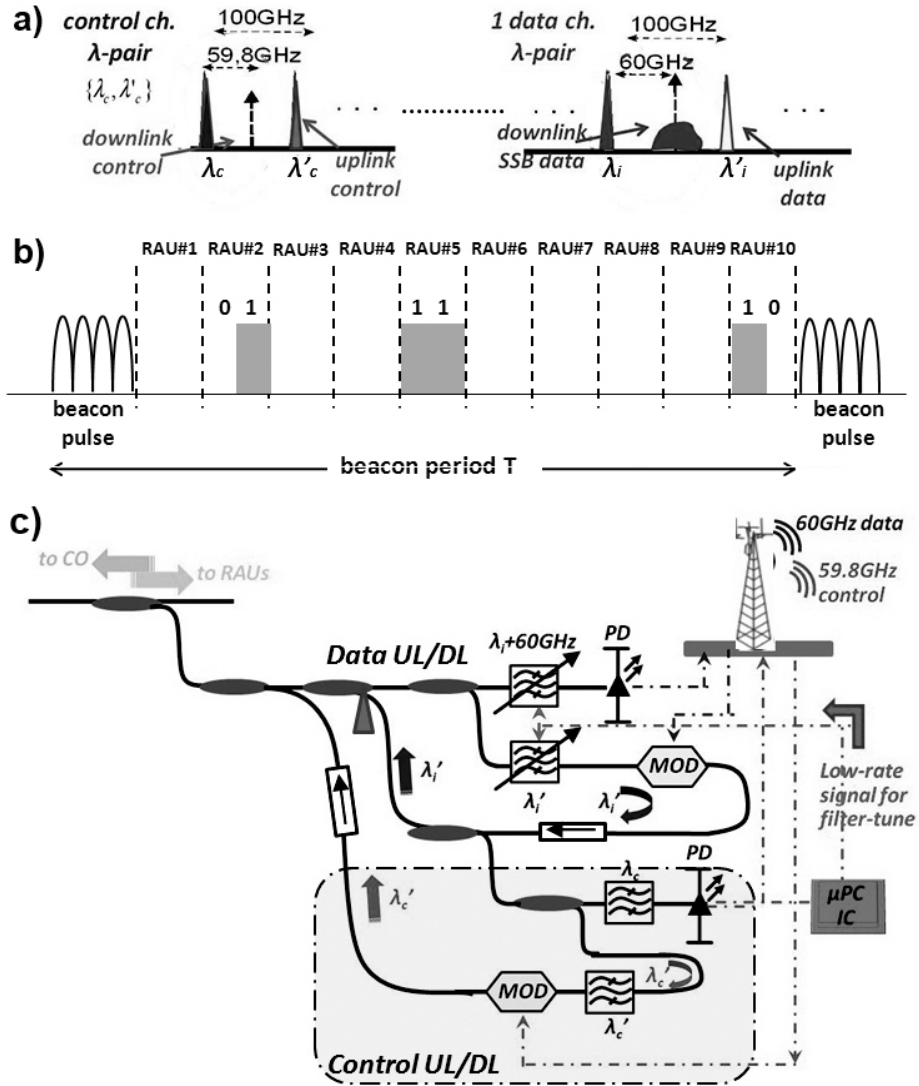 a)
control ch.
λ-pair
{λc, λ'c}
100GHz
59.8GHz
downlink
control
λc
λ'c
uplink
control
1 data ch.
λ-pair
100GHz
60GHz
downlink
SSB data
λi
λ'i
uplink
data
b)
RAU#1 RAU#2 RAU#3 RAU#4 RAU#5 RAU#6 RAU#7 RAU#8 RAU#9 RAU#10
0 1 1 1 1 0
beacon
pulse
beacon
pulse
beacon period T
c)
to CO
to RAUs
60GHz data
59.8GHz
control
Data UL/DL
λi+60GHz
PD
λi'
λi'
MOD
λi'
Low-rate
signal for
filter-tune
λc'
λc
PD
μPC
IC
λc'
MOD
λc'
Control UL/DL